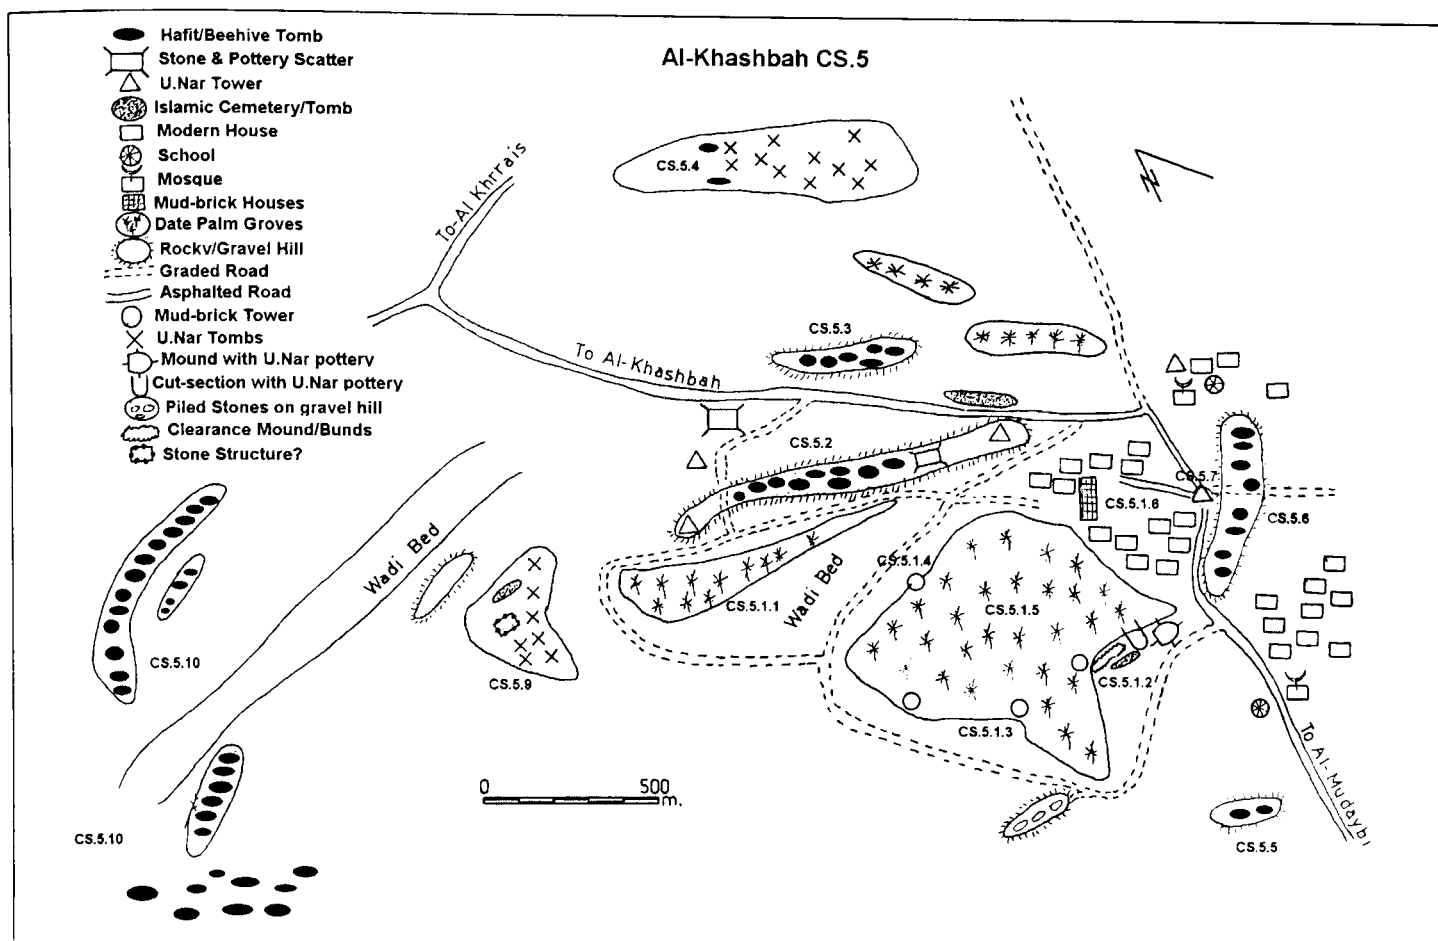 Al-Khashbah CS.5
Hafit/Beehive Tomb
Stone & Pottery Scatter
U.Nar Tower
Islamic Cemetery/Tomb
Modern House
School
Mosque
Mud-brick Houses
Date Palm Groves
Rockv/Gravel Hill
Graded Road
Asphalted Road
Mud-brick Tower
U.Nar Tombs
Mound with U.Nar pottery
Cut-section with U.Nar pottery
Piled Stones on gravel hill
Clearance Mound/Bunds
Stone Structure?
To-Al Khrrais
CS.5.4
CS.5.3
To Al-Khashbah
CS.5.2
CS.5.7
CS.5.1.6
CS.5.6
Wadi Bed
CS.5.1.4
Wadi Bed
CS.5.1.1
CS.5.1.5
CS.5.10
CS.5.9
CS.5.1.2
CS.5.1.3
To Al-Mudaybi
0 500
m.
CS.5.10
CS.5.5